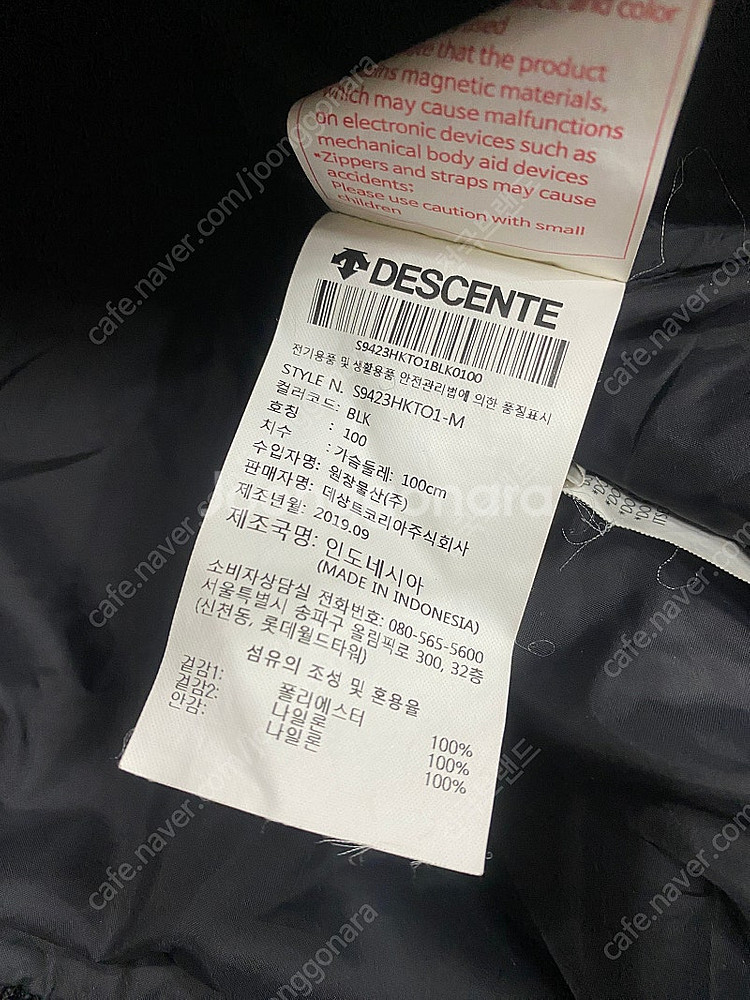 and color
used
that the product
magnetic materials,
which may cause malfunctions
on electronic devices such as
mechanical body aid devices
*Zippers and straps may cause
accidents;
Please use caution with small
children
DESCENTE
S9423HKTO1BLK0100
전기용품 및 생활용품 안전관리법에 의한 품질표시
STYLE N. S9423HKTO1-M
컬러코드: BLK
호칭 : 100
치수 : 가슴둘레: 100cm
수입자명: 원창물산(주)
판매자명: 데상트코리아주식회사
제조년월: 2019.09
제조국명: 인도네시아
(MADE IN INDONESIA)
소비자상담실 전화번호: 080-565-5600
서울특별시 송파구 올림픽로 300, 32층
(신천동, 롯데월드타워)
섬유의 조성 및 혼용율
겉감1: 폴리에스터 100%
겉감2: 나일론 100%
안감: 나일론 100%
Joonggonara
cafe.naver.com/joonggonara